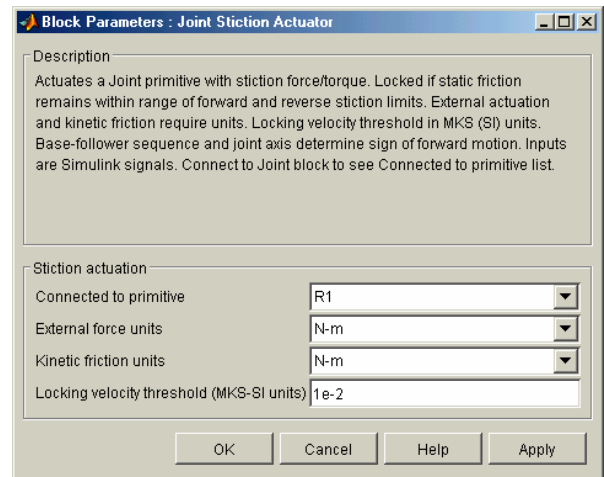 Block Parameters : Joint Stiction Actuator
Description
Actuates a Joint primitive with stiction force/torque. Locked if static friction
remains within range of forward and reverse stiction limits. External actuation
and kinetic friction require units. Locking velocity threshold in MKS (SI) units.
Base-follower sequence and joint axis determine sign of forward motion. Inputs
are Simulink signals. Connect to Joint block to see Connected to primitive list.
Stiction actuation
Connected to primitive R1
External force units N-m
Kinetic friction units N-m
Locking velocity threshold (MKS-SI units) 1e-2
OK Cancel Help Apply